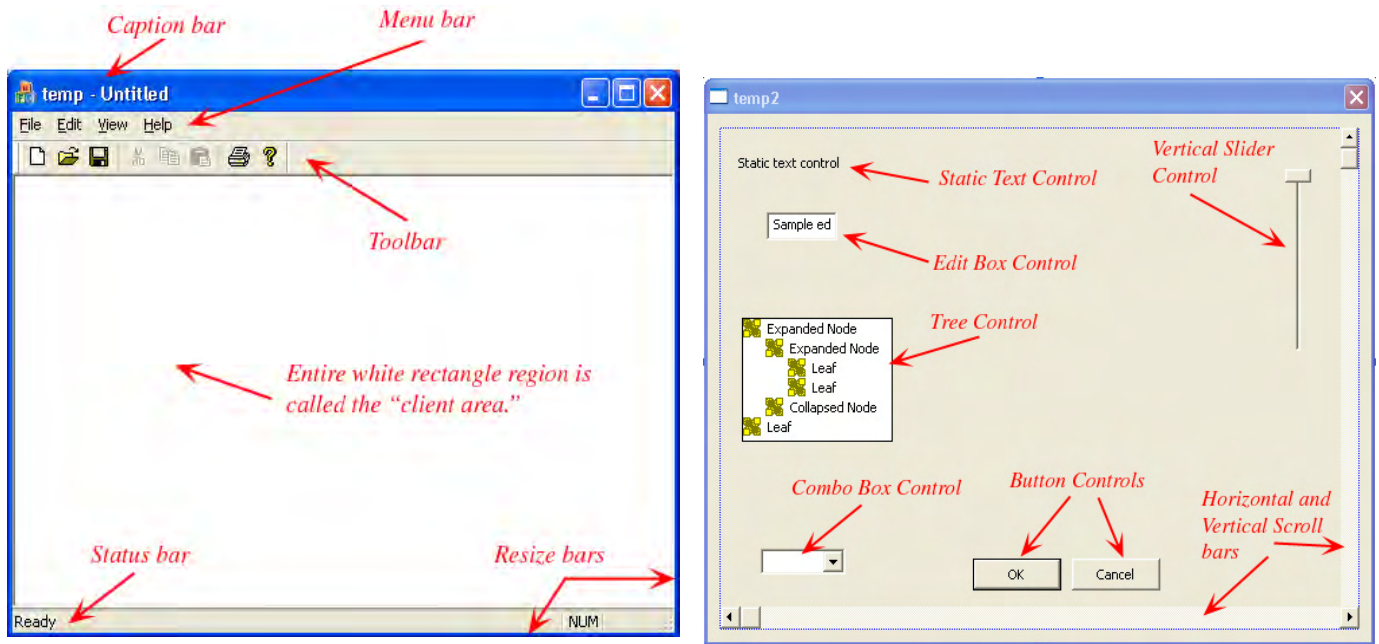 Caption bar
Menu bar
temp - Untitled
File Edit View Help
Toolbar
Entire white rectangle region is
called the “client area.”
Status bar
Resize bars
Ready
NUM
temp2
Static text control
Static Text Control
Vertical Slider
Control
Sample ed
Edit Box Control
Tree Control
Expanded Node
Expanded Node
Leaf
Leaf
Collapsed Node
Leaf
Combo Box Control
Button Controls
Horizontal and
Vertical Scroll
bars
OK
Cancel